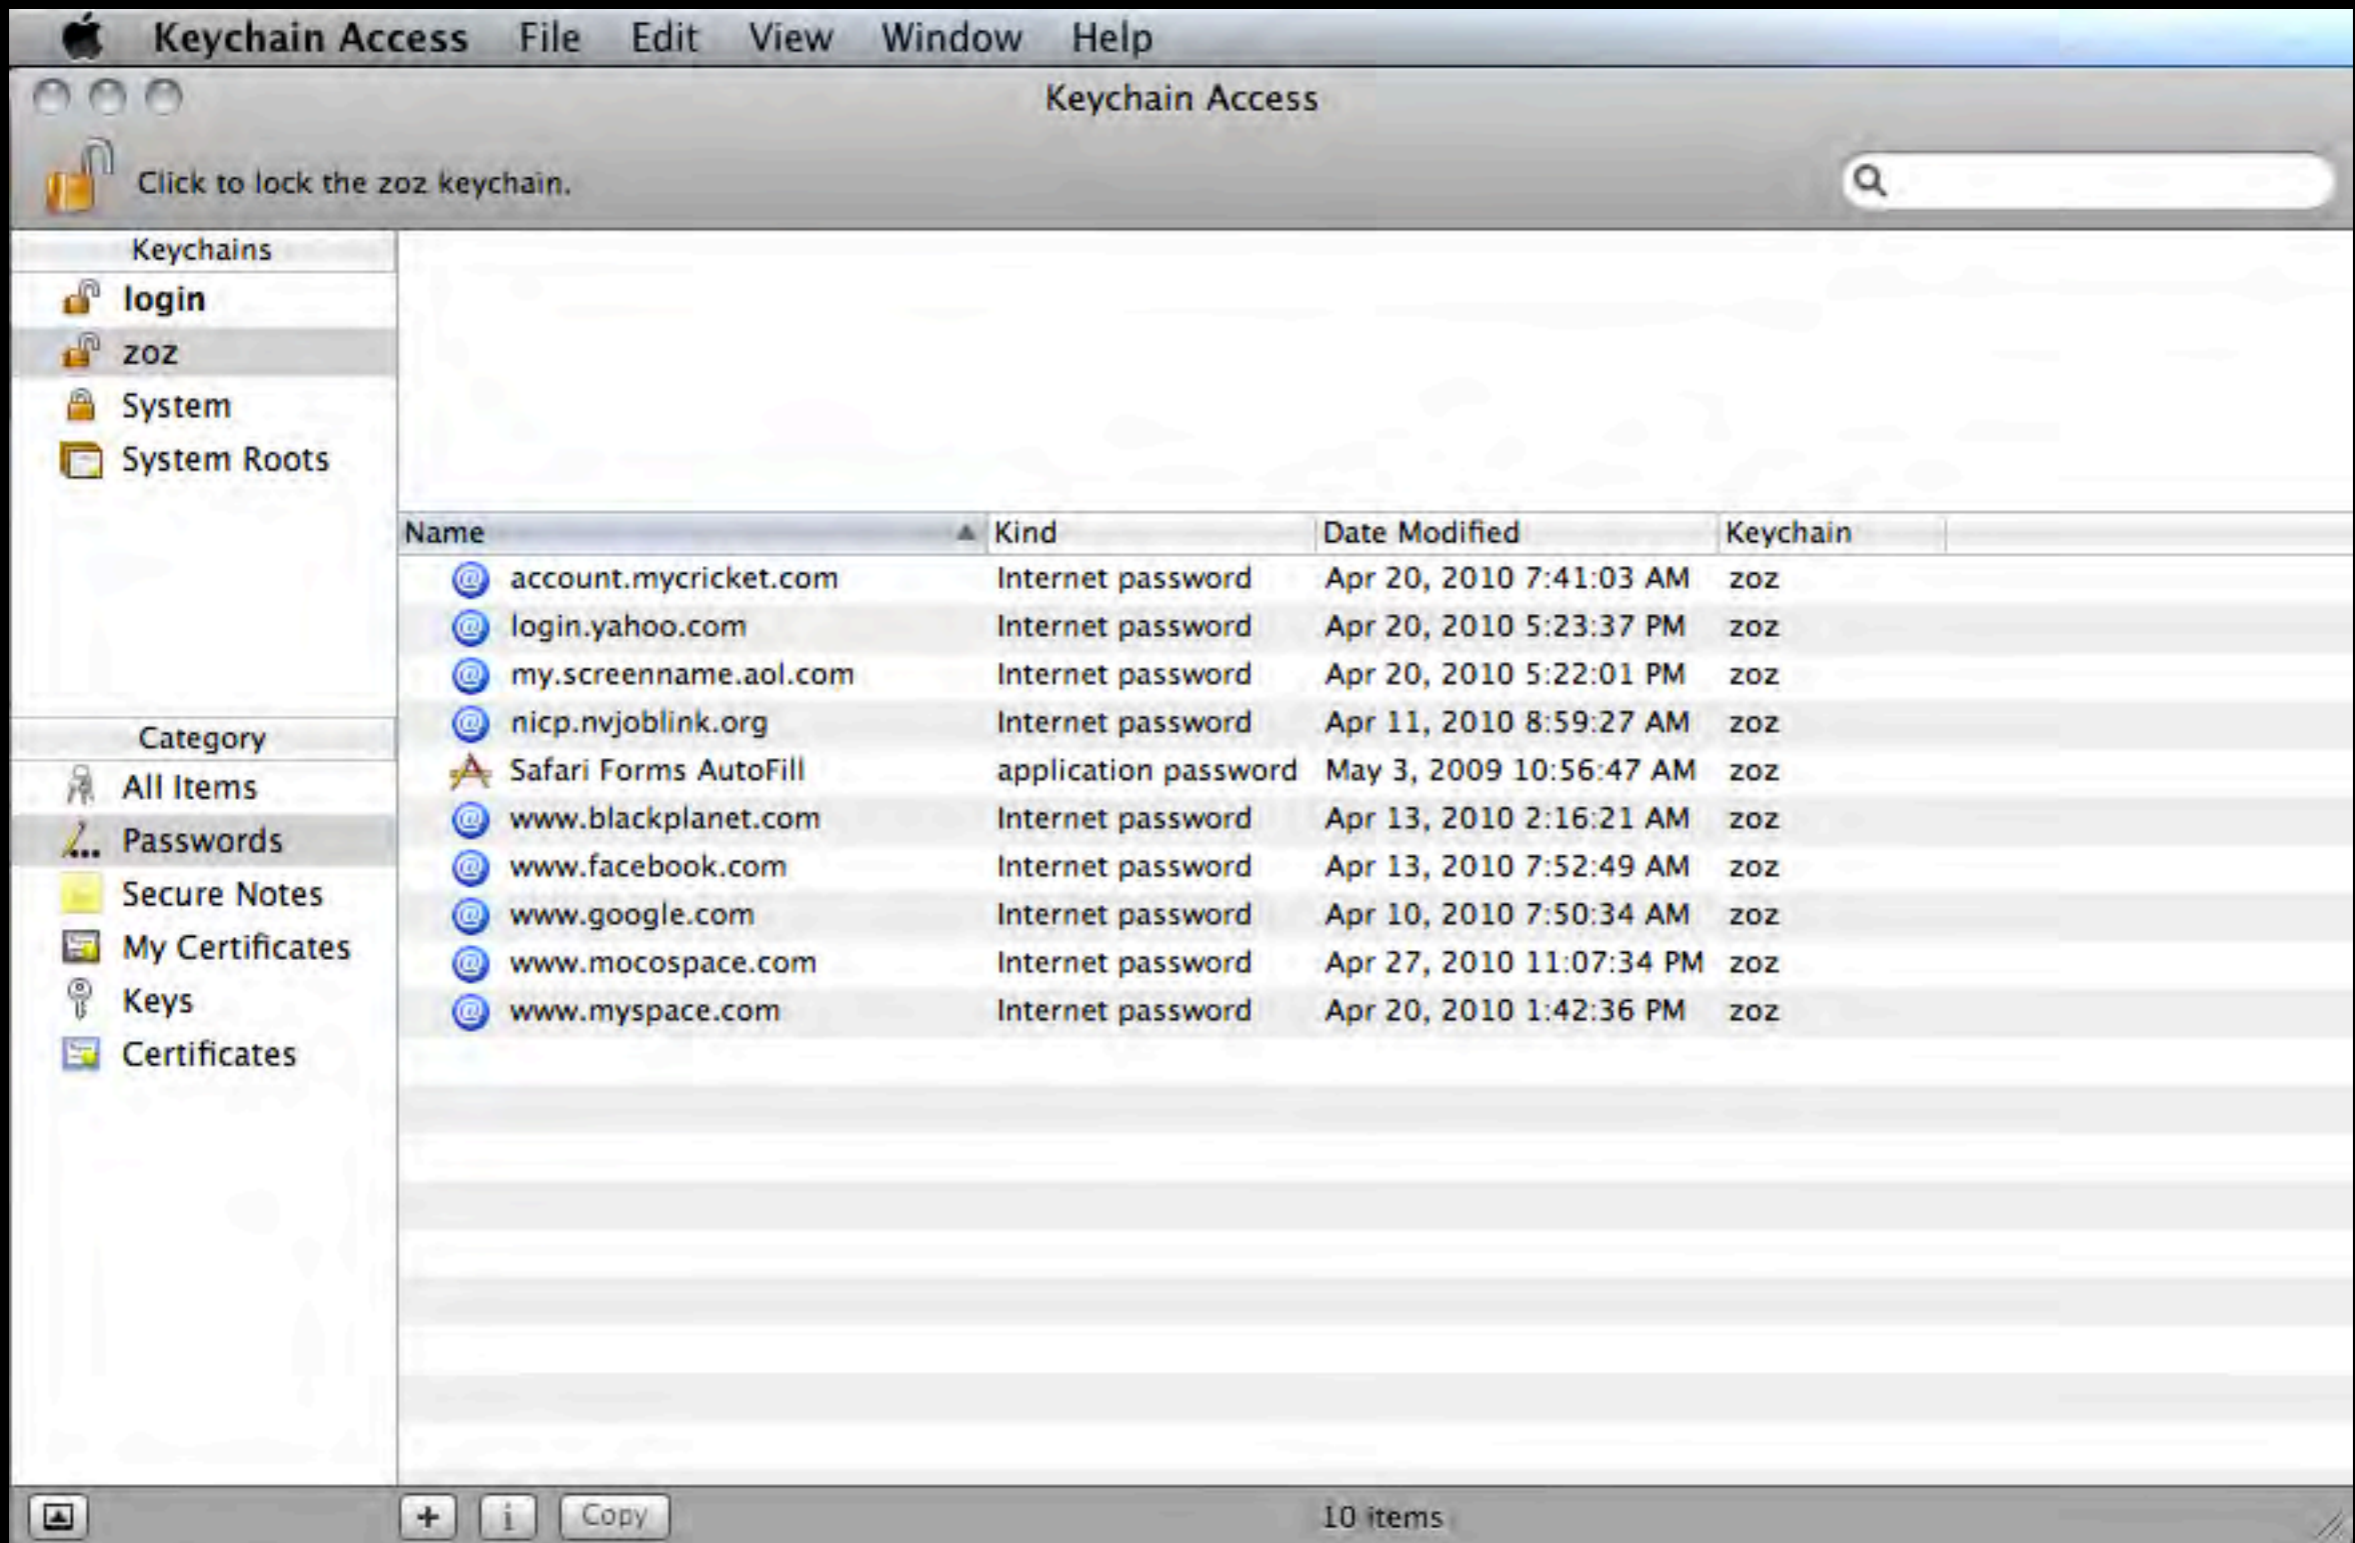 Keychain Access File Edit View Window Help
Keychain Access
Click to lock the zoz keychain.
Keychains
login
zoz
System
System Roots
Name Kind Date Modified Keychain
account.mycricket.com Internet password Apr 20, 2010 7:41:03 AM zoz
login.yahoo.com Internet password Apr 20, 2010 5:23:37 PM zoz
my.screenname.aol.com Internet password Apr 20, 2010 5:22:01 PM zoz
nicp.nvjoblink.org Internet password Apr 11, 2010 8:59:27 AM zoz
Safari Forms AutoFill application password May 3, 2009 10:56:47 AM zoz
www.blackplanet.com Internet password Apr 13, 2010 2:16:21 AM zoz
www.facebook.com Internet password Apr 13, 2010 7:52:49 AM zoz
www.google.com Internet password Apr 10, 2010 7:50:34 AM zoz
www.mocospace.com Internet password Apr 27, 2010 11:07:34 PM zoz
www.myspace.com Internet password Apr 20, 2010 1:42:36 PM zoz
Category
All Items
Passwords
Secure Notes
My Certificates
Keys
Certificates
+ i Copy 10 items